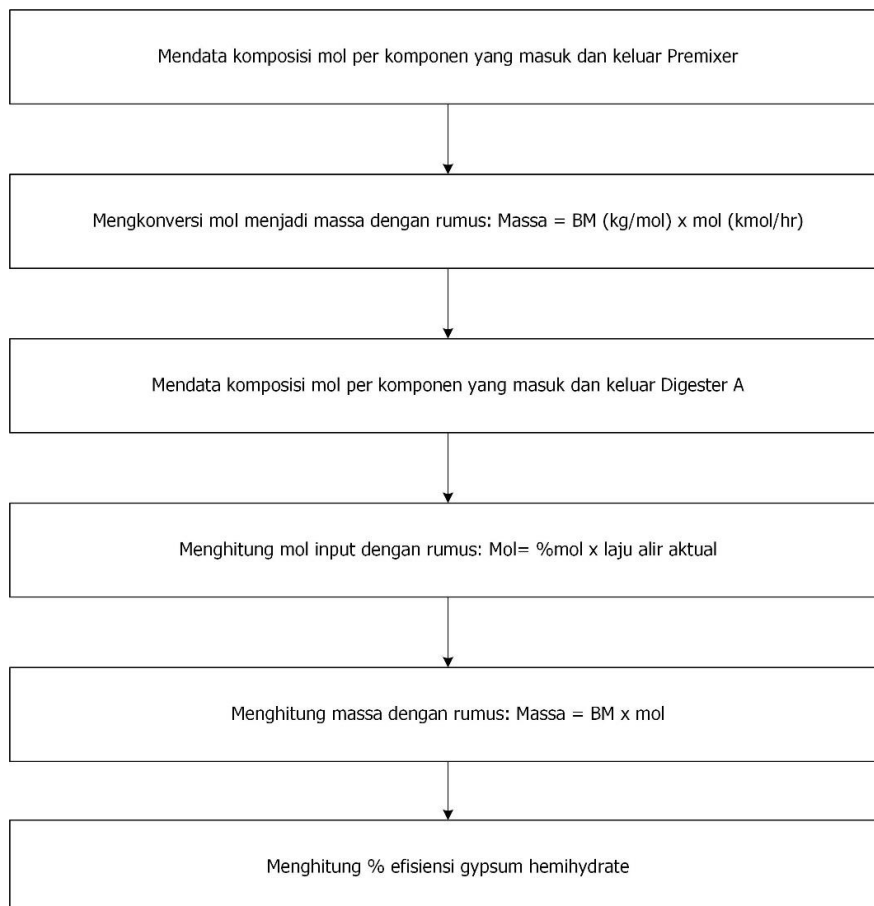 Mendata komposisi mol per komponen yang masuk dan keluar Premixer
Mengkonversi mol menjadi massa dengan rumus: Massa = BM (kg/mol) x mol (kmol/hr)
Mendata komposisi mol per komponen yang masuk dan keluar Digester A
Menghitung mol input dengan rumus: Mol= %mol x laju alir aktual
Menghitung massa dengan rumus: Massa = BM x mol
Menghitung % efisiensi gypsum hemihydrate